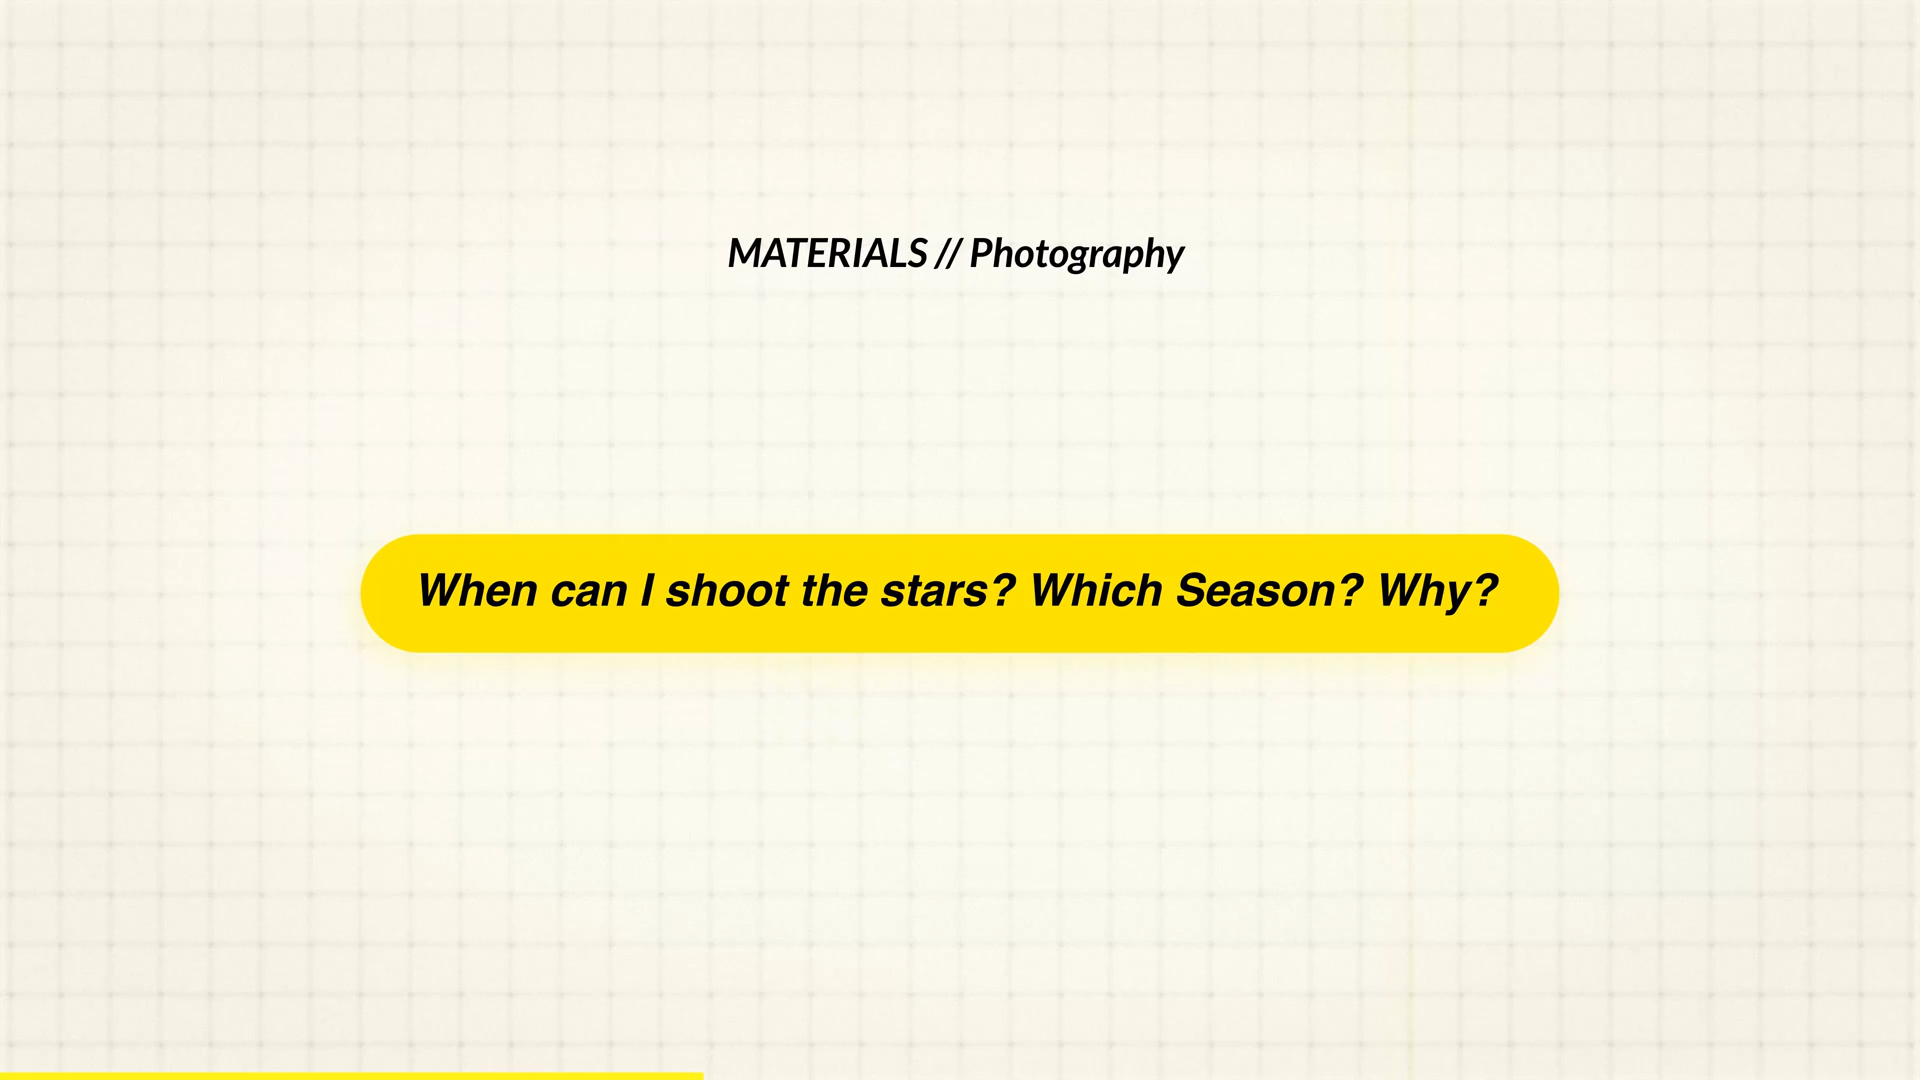 MATERIALS // Photography
When can I shoot the stars? Which Season? Why?